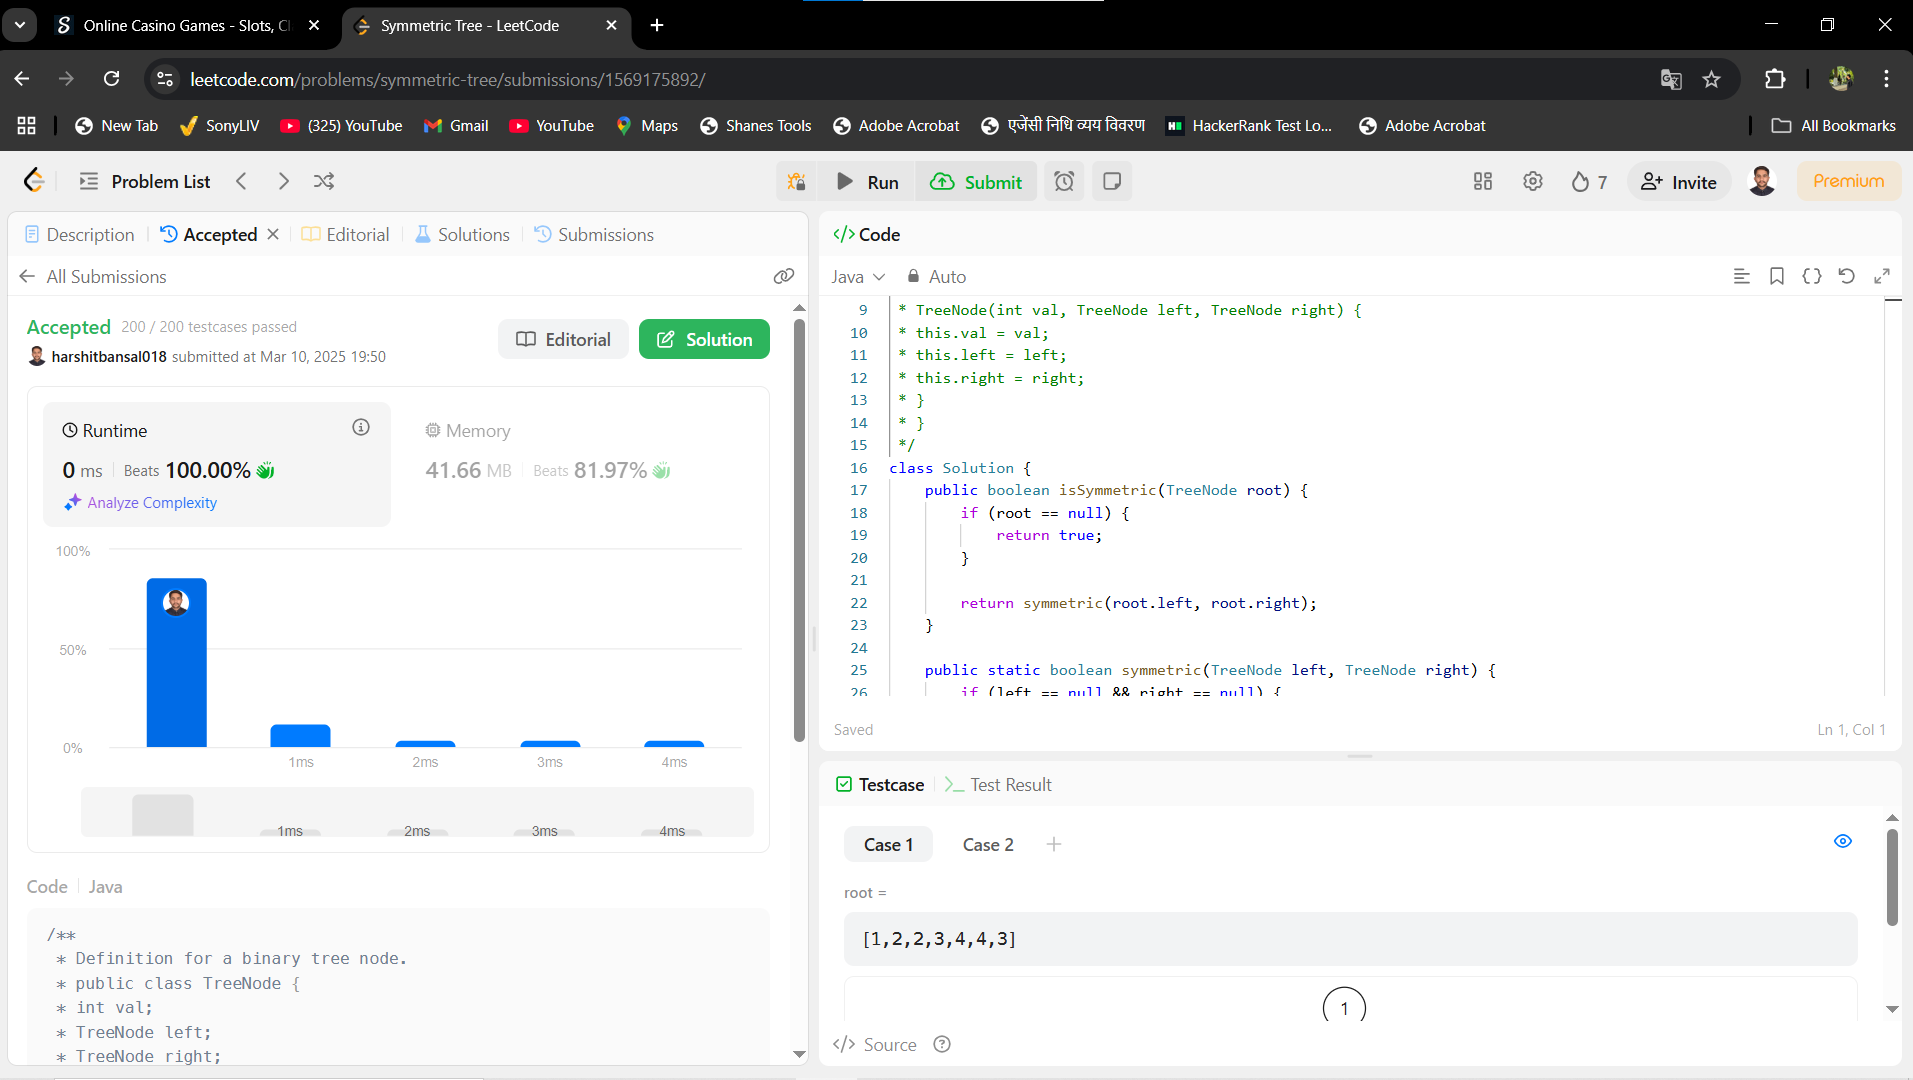 Online Casino Games - Slots, C
Symmetric Tree - LeetCode
leetcode.com/problems/symmetric-tree/submissions/1569175892/
New Tab
SonyLIV
(325) YouTube
Gmail
YouTube
Maps
Shanes Tools
Adobe Acrobat
एजेंसी निधि व्यय विवरण
HackerRank Test Lo...
Adobe Acrobat
All Bookmarks
Problem List
Run
Submit
7
Invite
Premium
Description
Accepted
Editorial
Solutions
Submissions
All Submissions
Accepted 200 / 200 testcases passed
harshitbansal018 submitted at Mar 10, 2025 19:50
Editorial
Solution
Runtime
0 ms Beats 100.00%
Analyze Complexity
Memory
41.66 MB Beats 81.97%
100%
50%
0%
1ms 2ms 3ms 4ms
1ms 2ms 3ms 4ms
Code Java
/**
* Definition for a binary tree node.
* public class TreeNode {
* int val;
* TreeNode left;
* TreeNode right;
Code
Java
Auto
9 * TreeNode(int val, TreeNode left, TreeNode right) {
10 * this.val = val;
11 * this.left = left;
12 * this.right = right;
13 * }
14 * }
15 */
16 class Solution {
17 public boolean isSymmetric(TreeNode root) {
18 if (root == null) {
19 return true;
20 }
21
22 return symmetric(root.left, root.right);
23 }
24
25 public static boolean symmetric(TreeNode left, TreeNode right) {
26 if (left == null && right == null) {
Saved
Ln 1, Col 1
Testcase
>_ Test Result
Case 1
Case 2
root =
[1,2,2,3,4,4,3]
1
</> Source